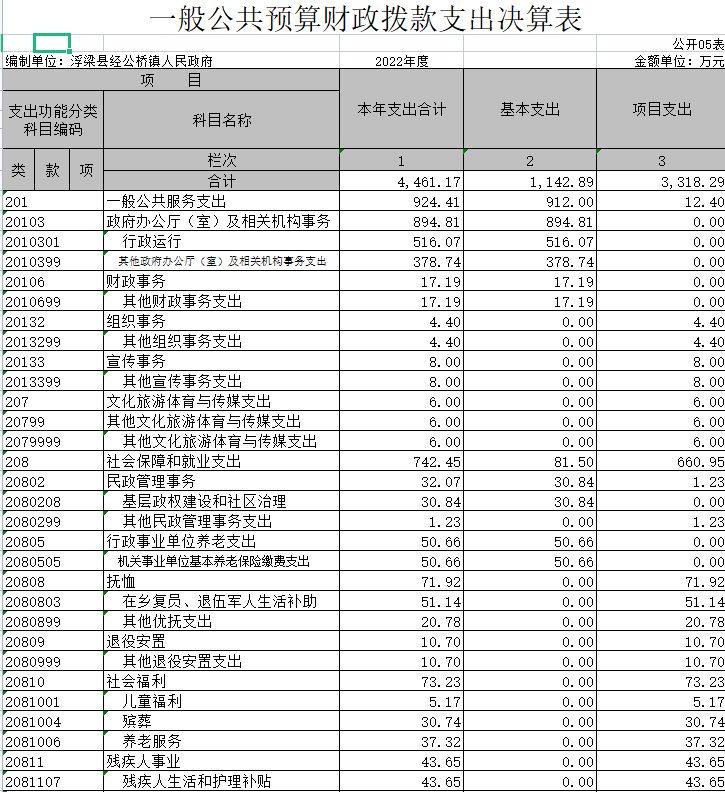 一般公共预算财政拨款支出决算表
公开05表
编制单位：浮梁县经公桥镇人民政府 2022年度 金额单位：万元
项 目 本年支出合计 基本支出 项目支出
支出功能分类科目编码 科目名称
类 款 项 栏次 1 2 3
合计 4,461.17 1,142.89 3,318.29
201 一般公共服务支出 924.41 912.00 12.40
20103 政府办公厅（室）及相关机构事务 894.81 894.81 0.00
2010301 行政运行 516.07 516.07 0.00
2010399 其他政府办公厅（室）及相关机构事务支出 378.74 378.74 0.00
20106 财政事务 17.19 17.19 0.00
2010699 其他财政事务支出 17.19 17.19 0.00
20132 组织事务 4.40 0.00 4.40
2013299 其他组织事务支出 4.40 0.00 4.40
20133 宣传事务 8.00 0.00 8.00
2013399 其他宣传事务支出 8.00 0.00 8.00
207 文化旅游体育与传媒支出 6.00 0.00 6.00
20799 其他文化旅游体育与传媒支出 6.00 0.00 6.00
2079999 其他文化旅游体育与传媒支出 6.00 0.00 6.00
208 社会保障和就业支出 742.45 81.50 660.95
20802 民政管理事务 32.07 30.84 1.23
2080208 基层政权建设和社区治理 30.84 30.84 0.00
2080299 其他民政管理事务支出 1.23 0.00 1.23
20805 行政事业单位养老支出 50.66 50.66 0.00
2080505 机关事业单位基本养老保险缴费支出 50.66 50.66 0.00
20808 抚恤 71.92 0.00 71.92
2080803 在乡复员、退伍军人生活补助 51.14 0.00 51.14
2080899 其他优抚支出 20.78 0.00 20.78
20809 退役安置 10.70 0.00 10.70
2080999 其他退役安置支出 10.70 0.00 10.70
20810 社会福利 73.23 0.00 73.23
2081001 儿童福利 5.17 0.00 5.17
2081004 殡葬 30.74 0.00 30.74
2081006 养老服务 37.32 0.00 37.32
20811 残疾人事业 43.65 0.00 43.65
2081107 残疾人生活和护理补贴 43.65 0.00 43.65